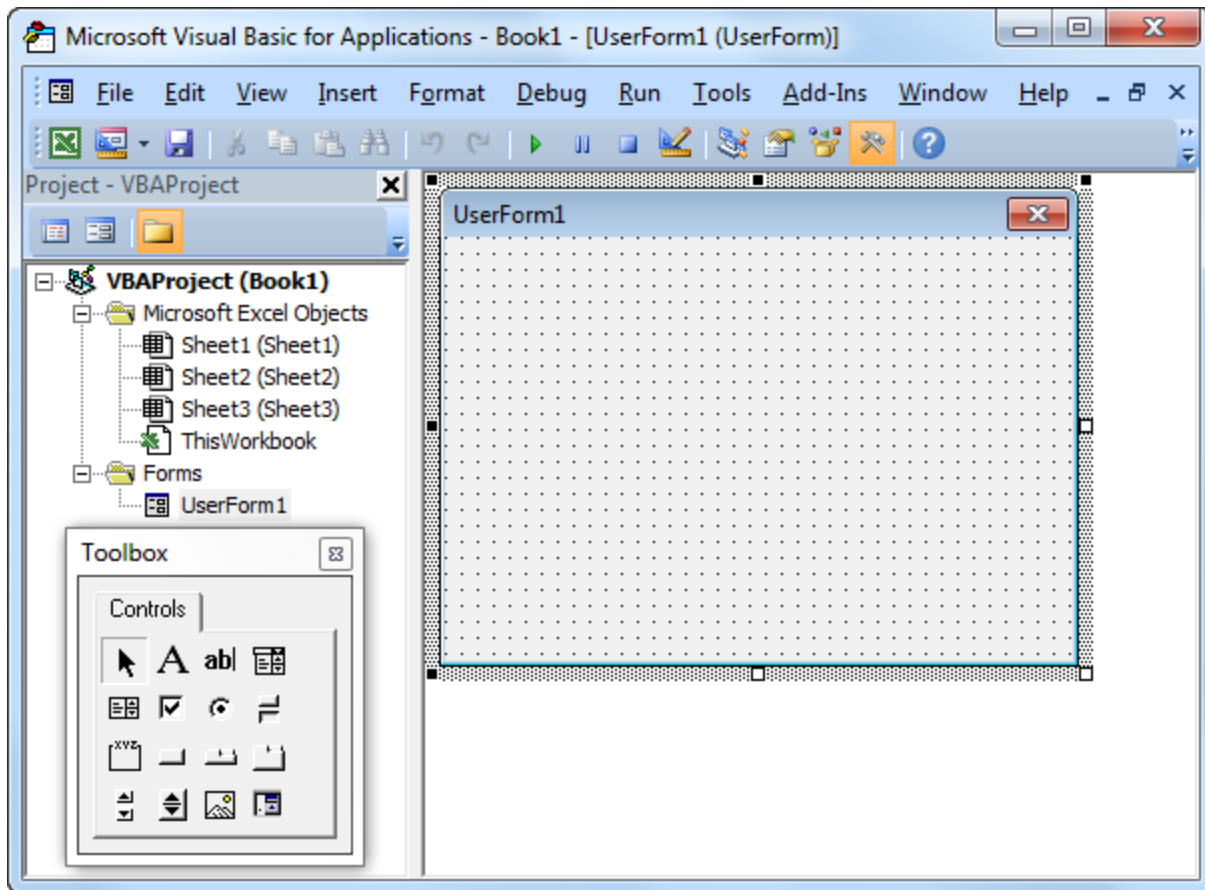 Microsoft Visual Basic for Applications - Book1 - [UserForm1 (UserForm)]
File Edit View Insert Format Debug Run Tools Add-Ins Window Help
Project - VBAProject
UserForm1
VBAProject (Book1)
Microsoft Excel Objects
Sheet1 (Sheet1)
Sheet2 (Sheet2)
Sheet3 (Sheet3)
ThisWorkbook
Forms
UserForm1
Toolbox
Controls
A ab|
XYZ